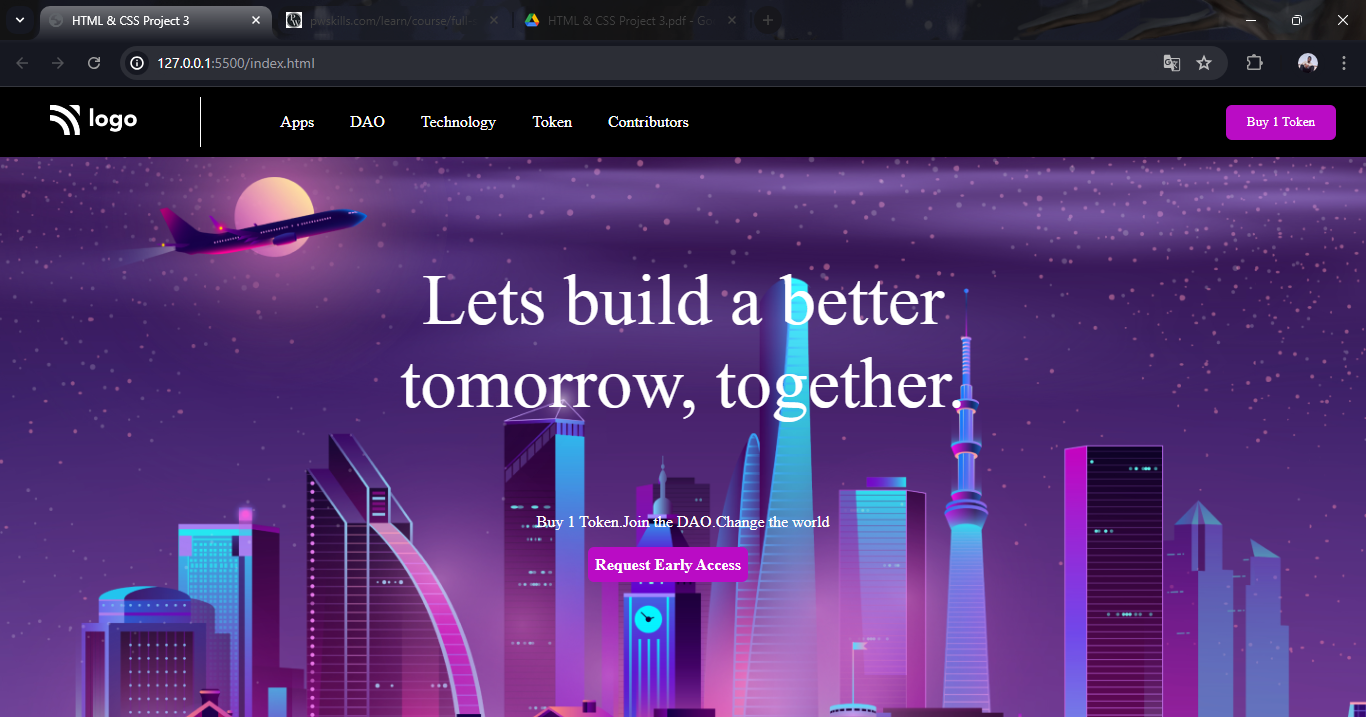 HTML & CSS Project 3
pwskills.com/learn/course/full-
HTML & CSS Project 3.pdf - Go
127.0.0.1:5500/index.html
logo
Apps DAO Technology Token Contributors
Buy 1 Token
Lets build a better
tomorrow, together.
Buy 1 Token.Join the DAO.Change the world
Request Early Access